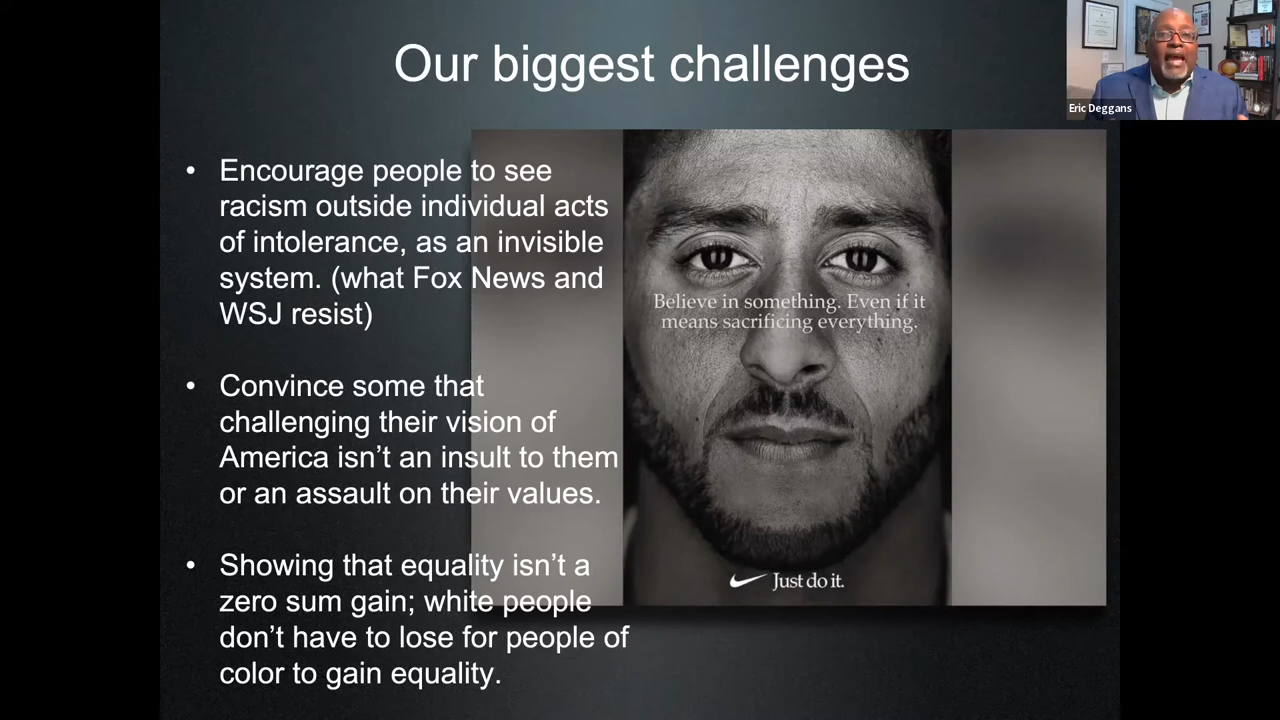 Our biggest challenges
Eric Deggans
• Encourage people to see
racism outside individual acts
of intolerance, as an invisible
system. (what Fox News and
WSJ resist)
• Convince some that
challenging their vision of
America isn’t an insult to them
or an assault on their values.
• Showing that equality isn’t a
zero sum gain; white people
don’t have to lose for people of
color to gain equality.
Believe in something. Even if it
means sacrificing everything.
Just do it.